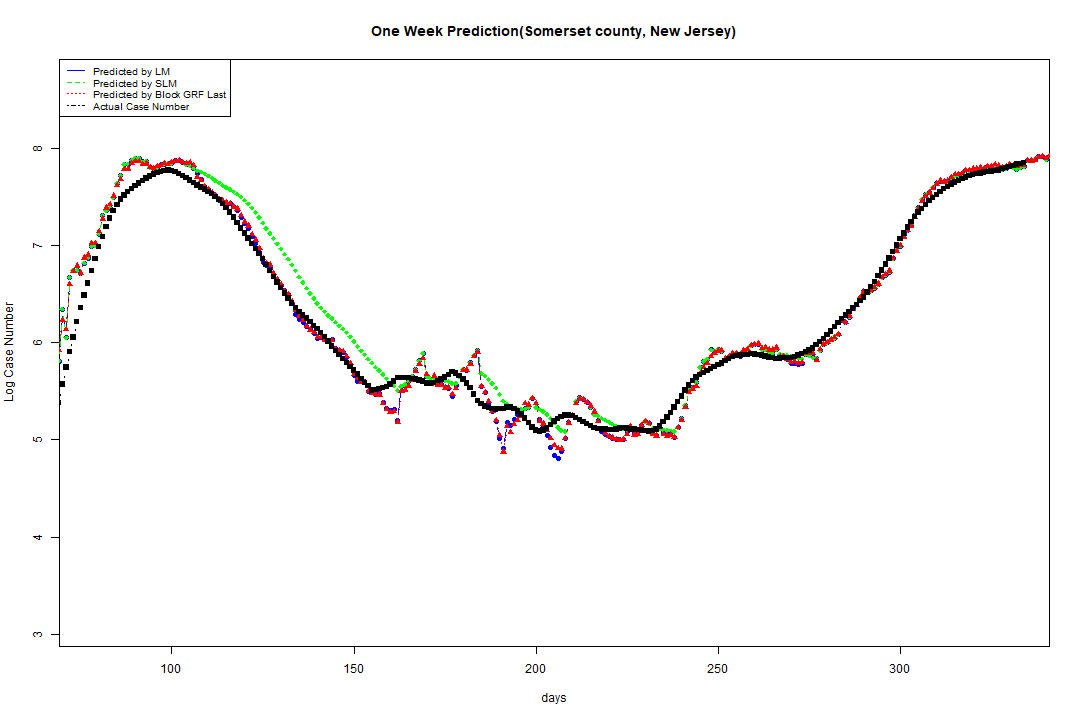 One Week Prediction(Somerset county, New Jersey)
Predicted by LM
Predicted by SLM
Predicted by Block GRF Last
Actual Case Number
8
7
6
5
4
3
Log Case Number
100
150
200
250
300
days